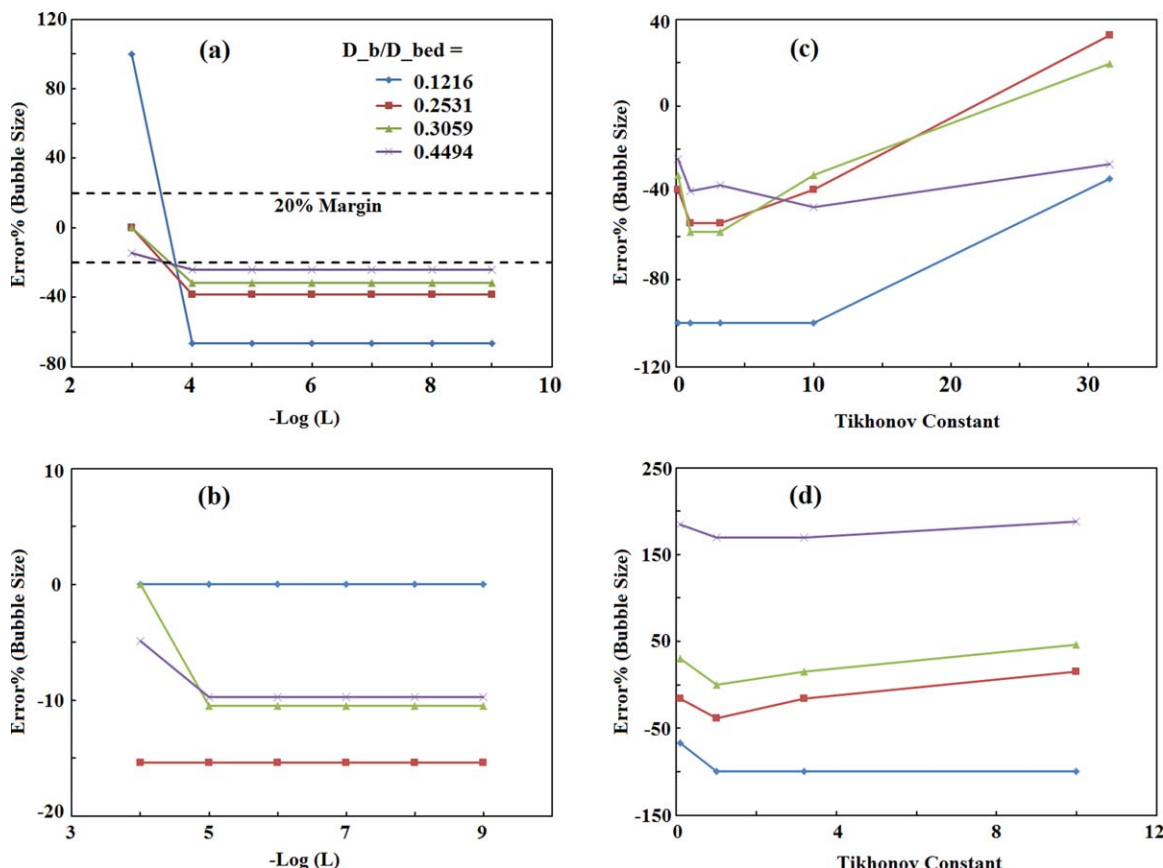 (a)
D_b/D_bed =
0.1216
0.2531
0.3059
0.4494
20% Margin
Error% (Bubble Size)
120
80
40
0
-40
-80
2
4
6
8
10
-Log (L)
(c)
Error% (Bubble Size)
40
0
-40
-80
-120
0
10
20
30
Tikhonov Constant
(b)
Error% (Bubble Size)
10
0
-10
-20
3
5
7
9
-Log (L)
(d)
Error% (Bubble Size)
250
150
50
-50
-150
0
4
8
12
Tikhonov Constant